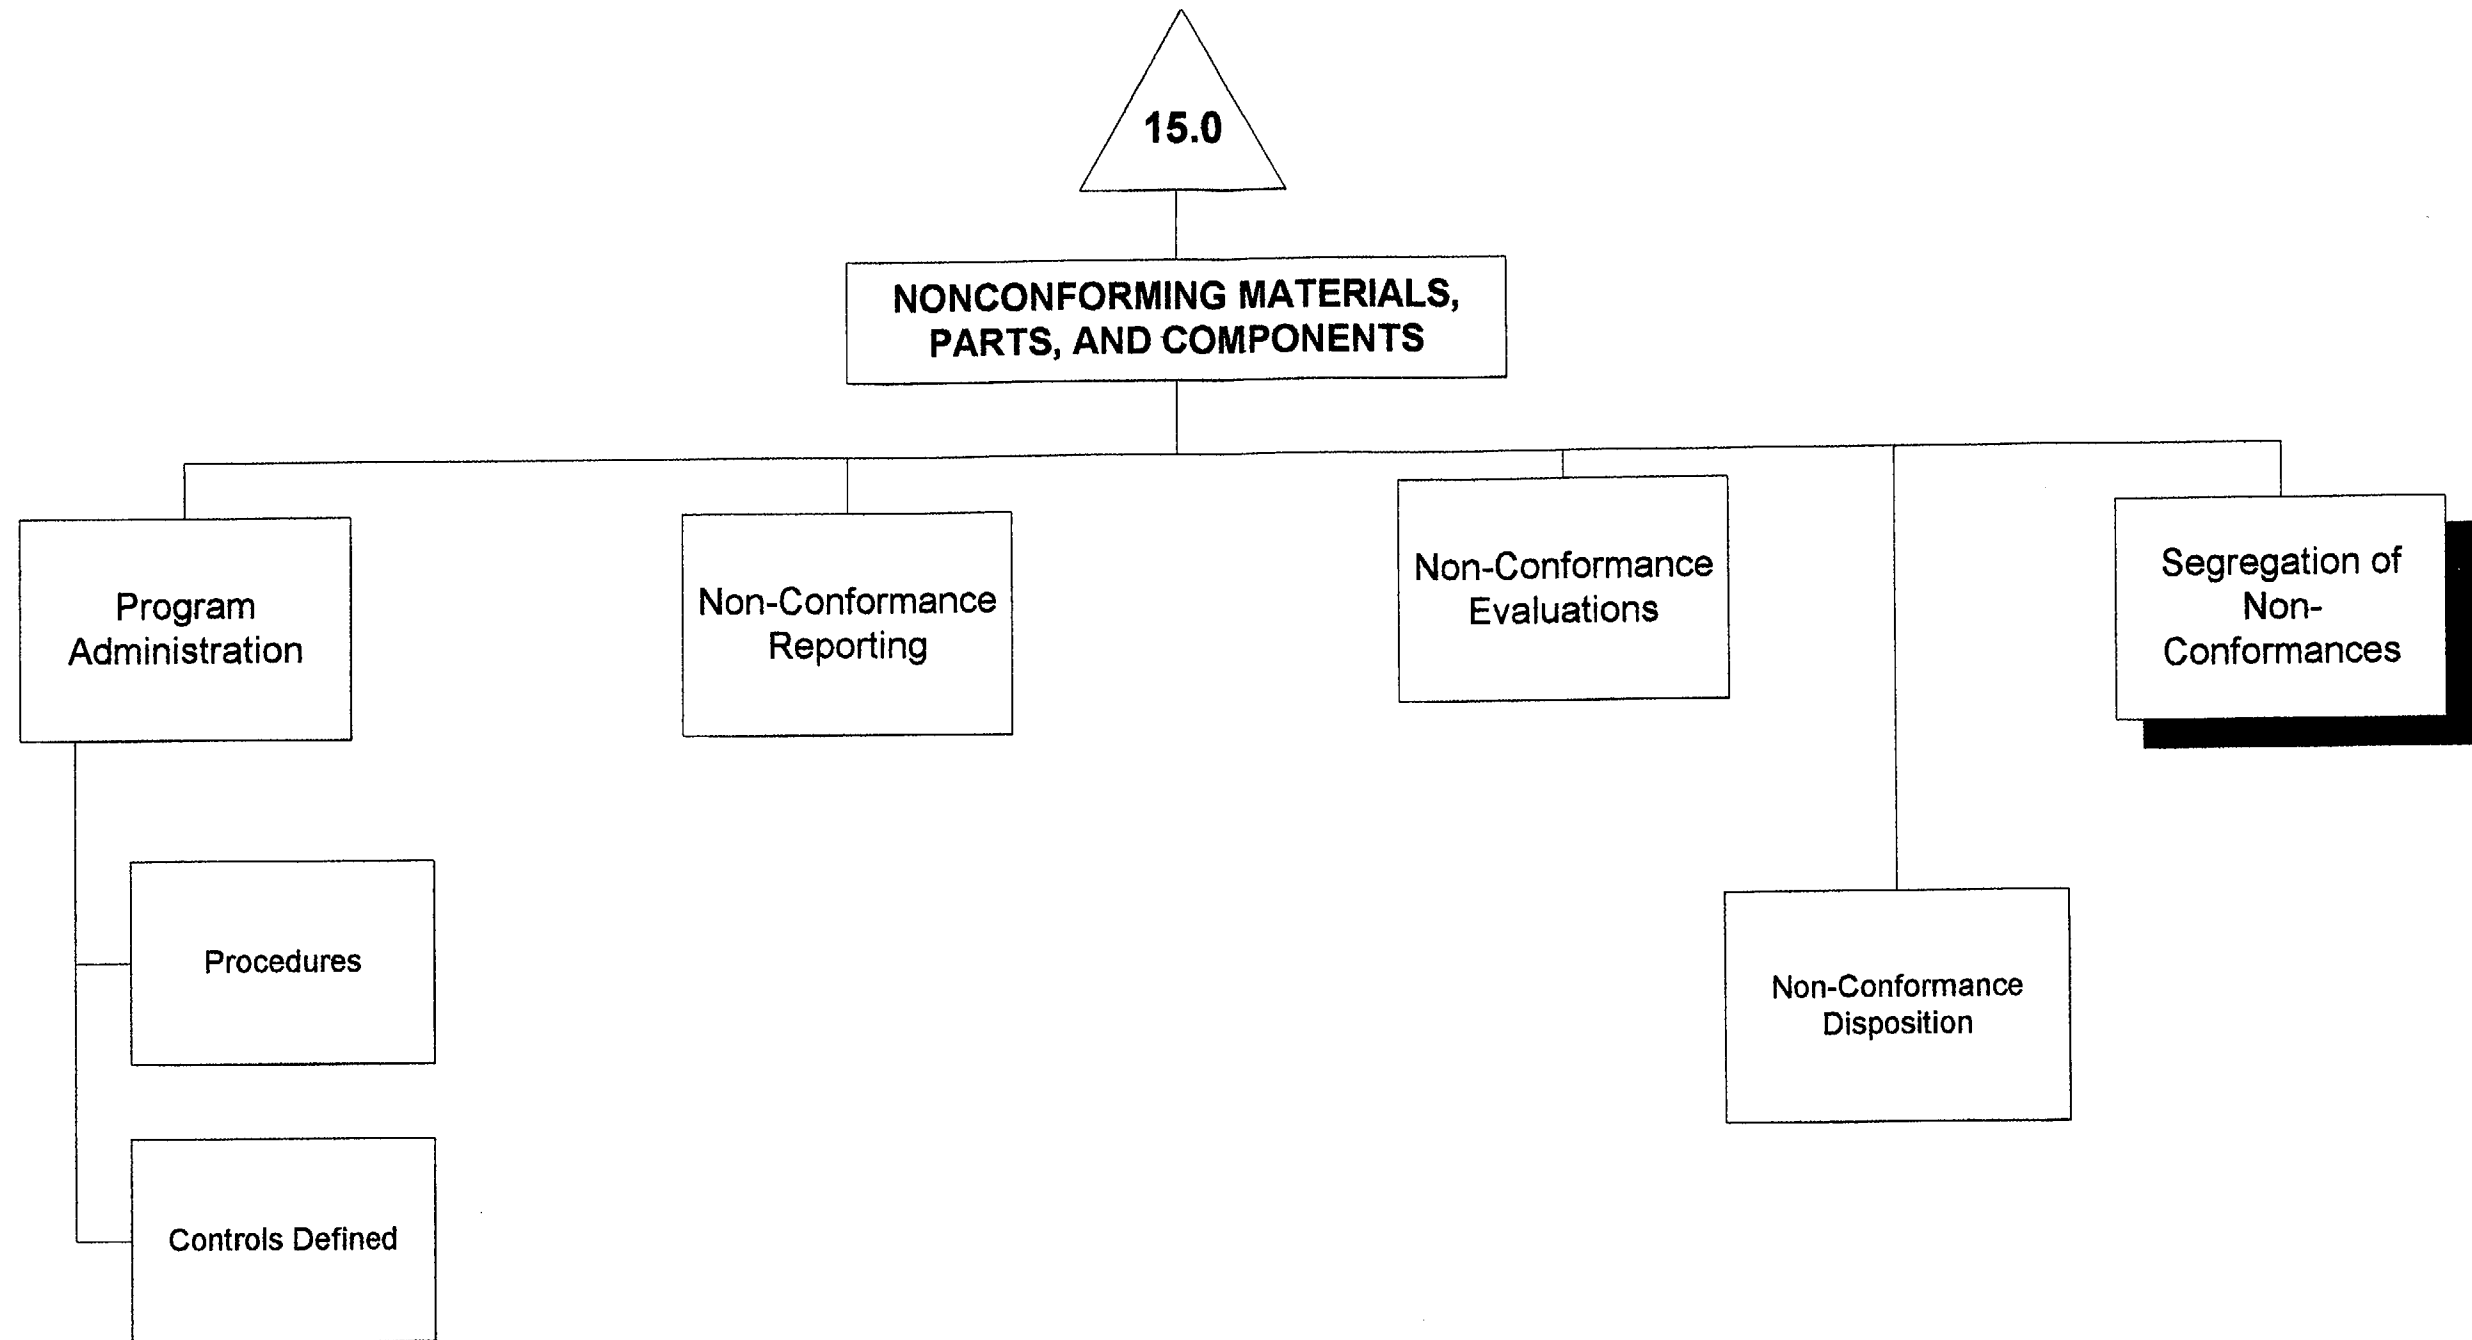 15.0
NONCONFORMING MATERIALS,
PARTS, AND COMPONENTS
Program
Administration
Non-Conformance
Reporting
Non-Conformance
Evaluations
Segregation of
Non-
Conformances
Procedures
Non-Conformance
Disposition
Controls Defined